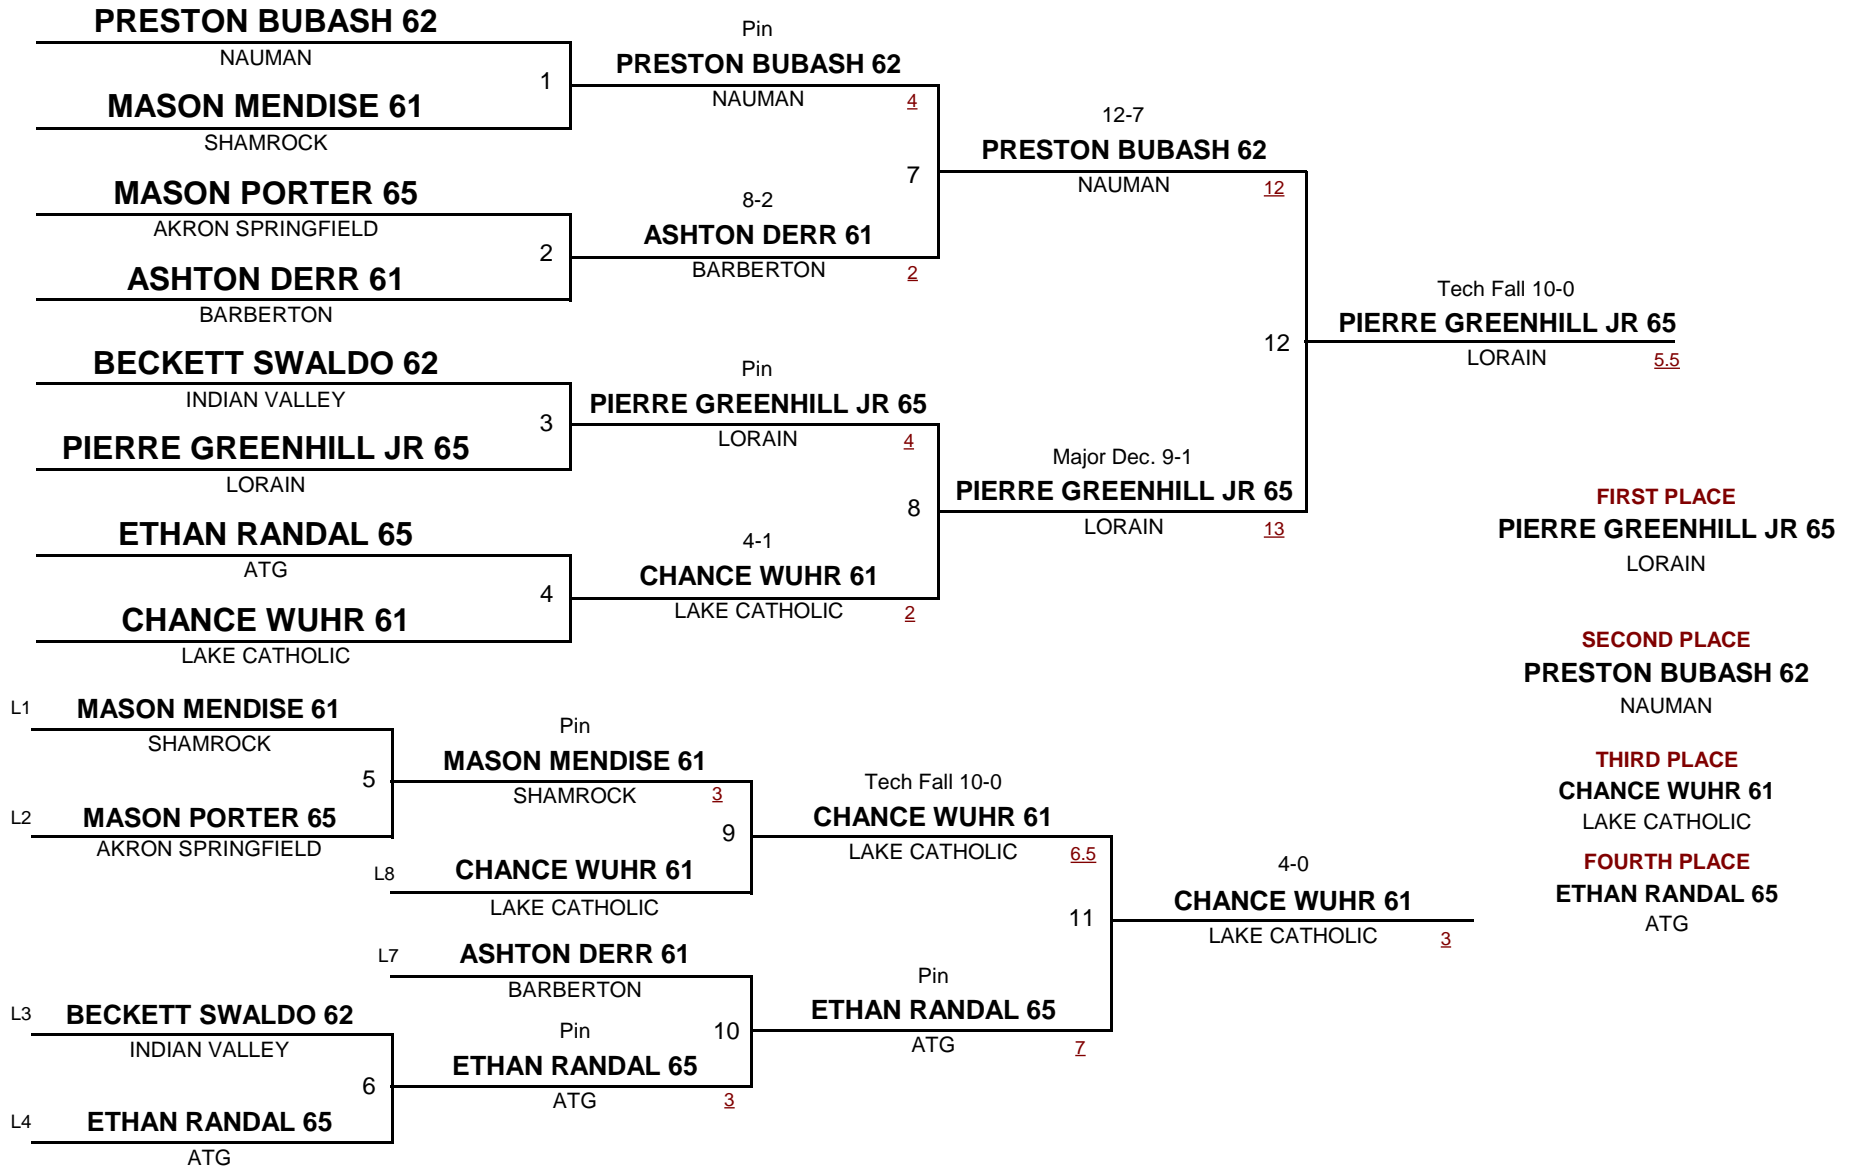 PRESTON BUBASH 62
NAUMAN
1
MASON MENDISE 61
SHAMROCK
MASON PORTER 65
AKRON SPRINGFIELD
2
ASHTON DERR 61
BARBERTON
BECKETT SWALDO 62
INDIAN VALLEY
3
PIERRE GREENHILL JR 65
LORAIN
ETHAN RANDAL 65
ATG
4
CHANCE WUHR 61
LAKE CATHOLIC
Pin
PRESTON BUBASH 62
NAUMAN 4
7
8-2
ASHTON DERR 61
BARBERTON 2
Pin
PIERRE GREENHILL JR 65
LORAIN 4
8
4-1
CHANCE WUHR 61
LAKE CATHOLIC 2
12-7
PRESTON BUBASH 62
NAUMAN 12
12
Major Dec. 9-1
PIERRE GREENHILL JR 65
LORAIN 13
Tech Fall 10-0
PIERRE GREENHILL JR 65
LORAIN 5.5
L1 MASON MENDISE 61
SHAMROCK
5
L2 MASON PORTER 65
AKRON SPRINGFIELD
Pin
MASON MENDISE 61
SHAMROCK 3
9
L8 CHANCE WUHR 61
LAKE CATHOLIC
L7 ASHTON DERR 61
BARBERTON
10
L3 BECKETT SWALDO 62
INDIAN VALLEY
6
L4 ETHAN RANDAL 65
ATG
Pin
ETHAN RANDAL 65
ATG 3
Tech Fall 10-0
CHANCE WUHR 61
LAKE CATHOLIC 6.5
11
Pin
ETHAN RANDAL 65
ATG 7
4-0
CHANCE WUHR 61
LAKE CATHOLIC 3
FIRST PLACE
PIERRE GREENHILL JR 65
LORAIN
SECOND PLACE
PRESTON BUBASH 62
NAUMAN
THIRD PLACE
CHANCE WUHR 61
LAKE CATHOLIC
FOURTH PLACE
ETHAN RANDAL 65
ATG